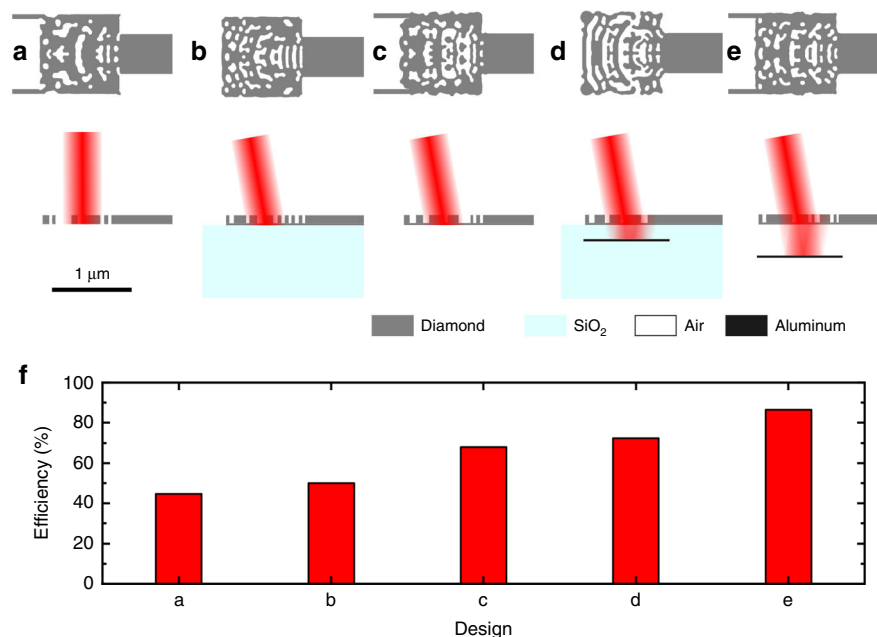 a b c d e
1 μm
Diamond SiO₂ Air Aluminum
f
100
80
60
40
20
0
Efficiency (%)
a b c d e
Design